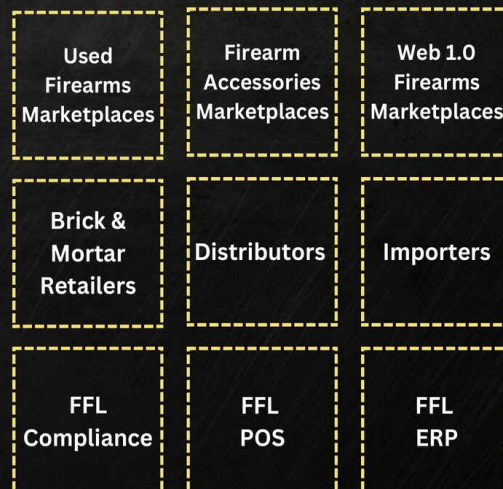 Used
Firearms
Marketplaces
Firearm
Accessories
Marketplaces
Web 1.0
Firearms
Marketplaces
Brick &
Mortar
Retailers
Distributors
Importers
FFL
Compliance
FFL
POS
FFL
ERP